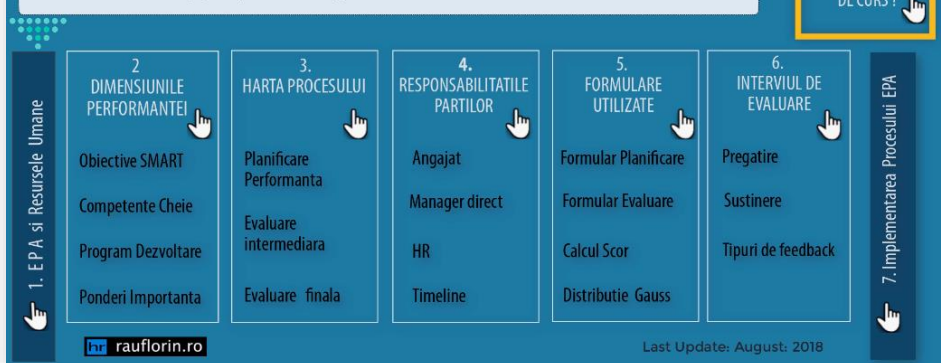 DE CURS !
1. EPA si Resursele Umane
2
DIMENSIUNILE
PERFORMANTEI
Obiective SMART
Competente Cheie
Program Dezvoltare
Ponderi Importanta
3.
HARTA PROCESULUI
Planificare
Performanta
Evaluare
intermediara
Evaluare finala
4.
RESPONSABILITATILE
PARTILOR
Angajat
Manager direct
HR
Timeline
5.
FORMULARE
UTILIZATE
Formular Planificare
Formular Evaluare
Calcul Scor
Distributie Gauss
6.
INTERVIUL DE
EVALUARE
Pregatire
Sustinere
Tipuri de feedback
7. Implementarea Procesului EPA
hr rauflorin.ro
Last Update: August: 2018